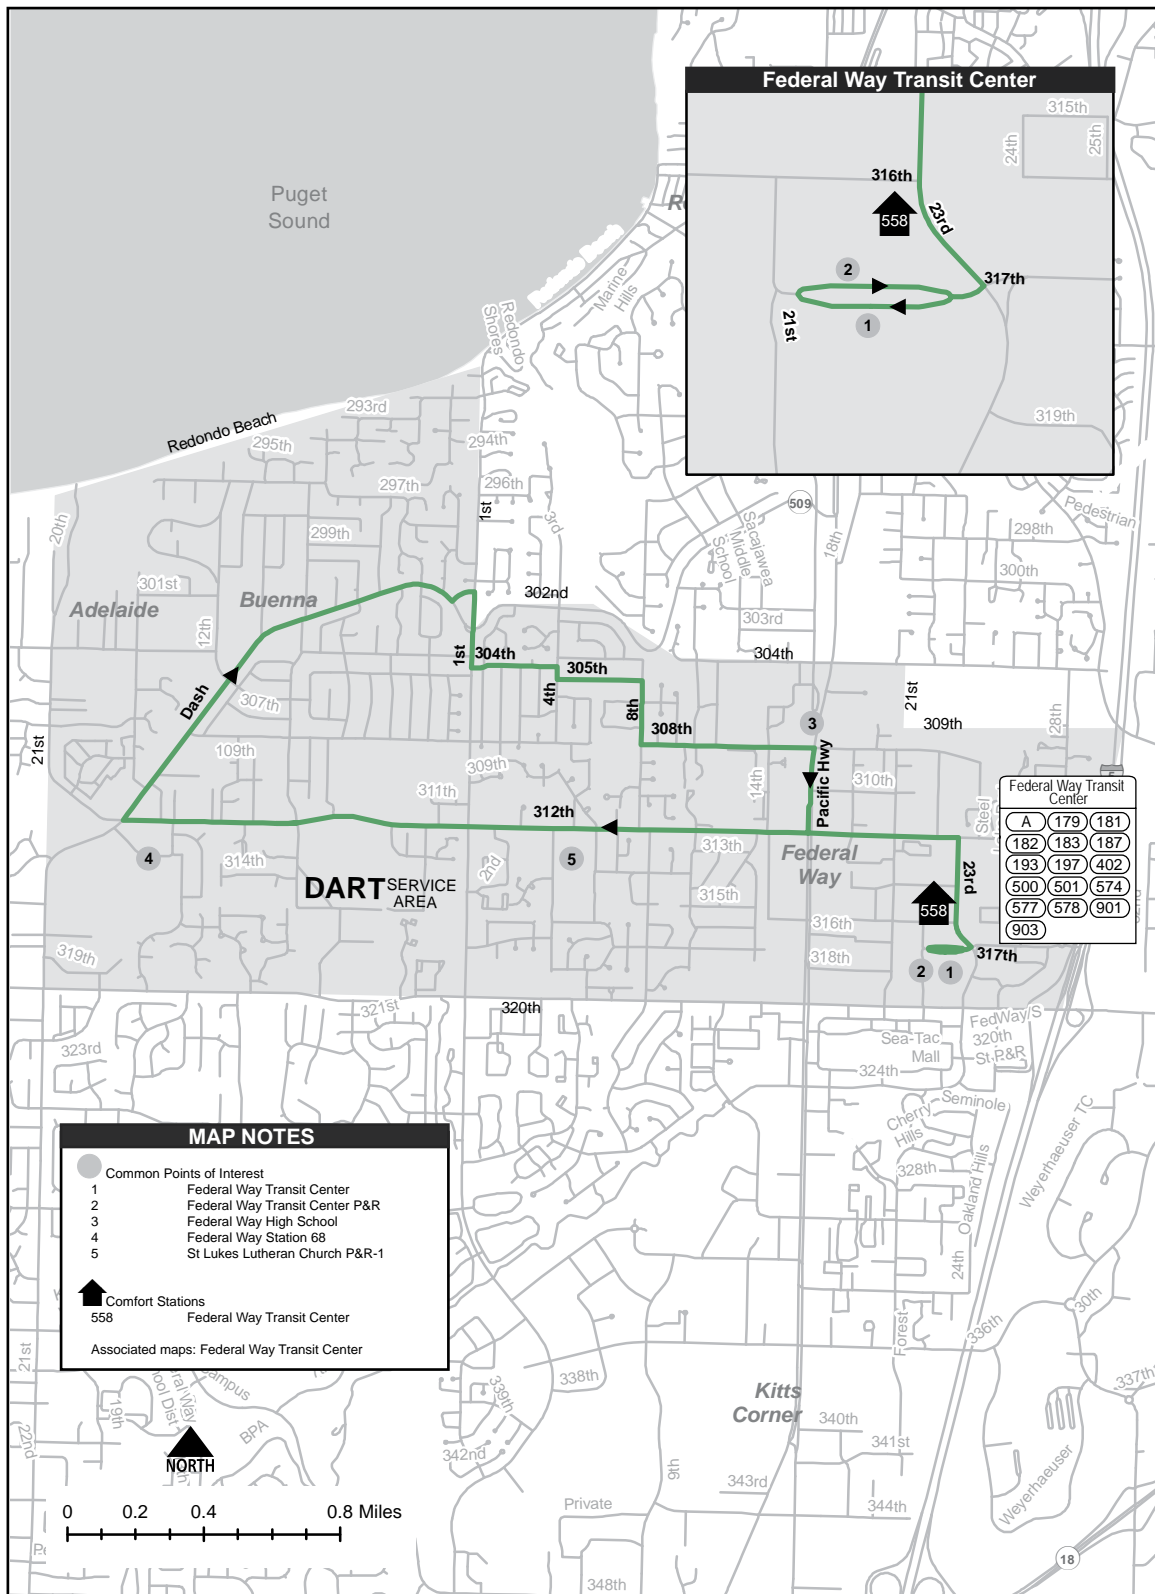 Federal Way Transit Center
315th
24th
25th
316th
558
23rd
2
317th
21st
1
319th
Puget
Sound
Marine
Hills
Redondo
Shores
Redondo Beach
293rd
294th
295th
296th
297th
1st
3rd
299th
20th
509
18th
Pedestrian
298th
300th
Sacajawea
Middle
School
301st
302nd
303rd
Adelaide
Buenna
12th
1st
304th
304th
305th
4th
8th
Dash
307th
308th
3
21st
309th
28th
21st
109th
309th
310th
311th
14th
Pacific Hwy
312th
Steel
Federal Way Transit
Center
A 179 181
182 183 187
193 197 402
500 501 574
577 578 901
903
4
314th
5
2nd
313th
Federal
Way
DART SERVICE
AREA
315th
316th
23rd
558
318th
317th
2 1
319th
321st
320th
323rd
FedWay/S
320th
St P&R
Sea-Tac
Mall
324th
Seminole
Cherry
Hills
328th
Oakland Hills
Weyerhaeuser TC
24th
Forest
30th
336th
337th
MAP NOTES
Common Points of Interest
1 Federal Way Transit Center
2 Federal Way Transit Center P&R
3 Federal Way High School
4 Federal Way Station 68
5 St Lukes Lutheran Church P&R-1
Comfort Stations
558 Federal Way Transit Center
Associated maps: Federal Way Transit Center
21st
19th
22nd
BPA
338th
339th
342nd
9th
Kitts
Corner
340th
341st
343rd
344th
Weyerhaeuser
Private
348th
18
NORTH
0 0.2 0.4 0.8 Miles